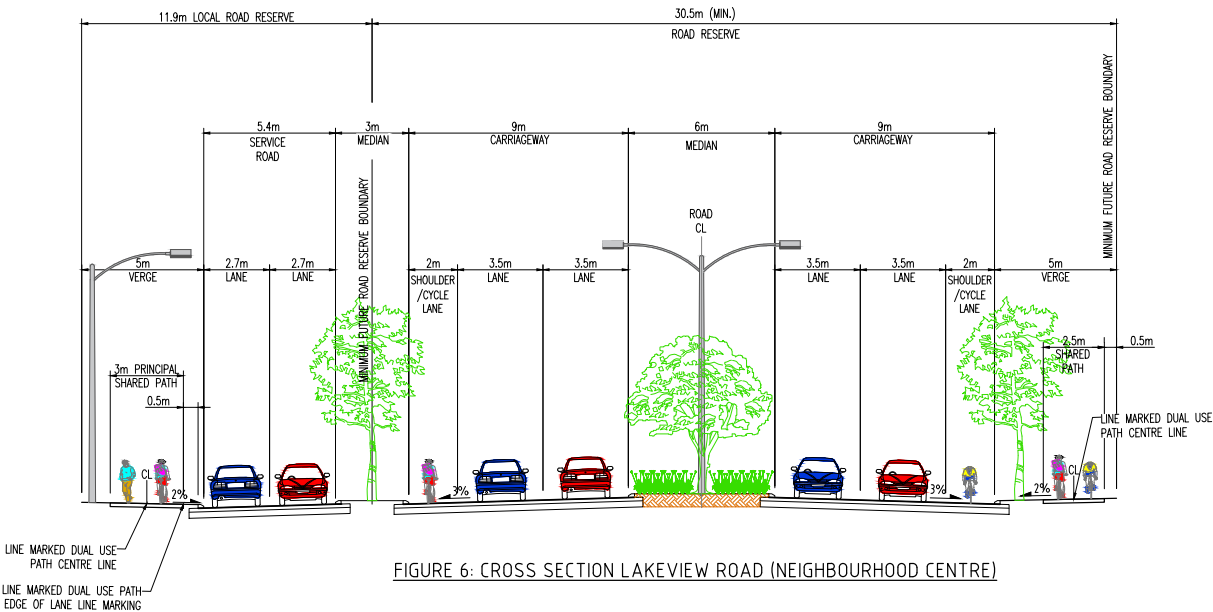 11.9m LOCAL ROAD RESERVE
30.5m (MIN.)
ROAD RESERVE
MINIMUM FUTURE ROAD RESERVE BOUNDARY
5.4m
SERVICE
ROAD
3m
MEDIAN
9m
CARRIAGEWAY
6m
MEDIAN
9m
CARRIAGEWAY
MINIMUM FUTURE ROAD RESERVE BOUNDARY
ROAD
CL
5m
VERGE
2.7m
LANE
2.7m
LANE
2m
SHOULDER
/CYCLE
LANE
3.5m
LANE
3.5m
LANE
3.5m
LANE
3.5m
LANE
2m
SHOULDER
/CYCLE
LANE
5m
VERGE
3m PRINCIPAL
SHARED PATH
0.5m
2.5m
SHARED
PATH
0.5m
LINE MARKED DUAL USE
PATH CENTRE LINE
CL
2%
3%
3%
2%
CL
LINE MARKED DUAL USE
PATH CENTRE LINE
LINE MARKED DUAL USE PATH
EDGE OF LANE LINE MARKING
FIGURE 6: CROSS SECTION LAKEVIEW ROAD (NEIGHBOURHOOD CENTRE)